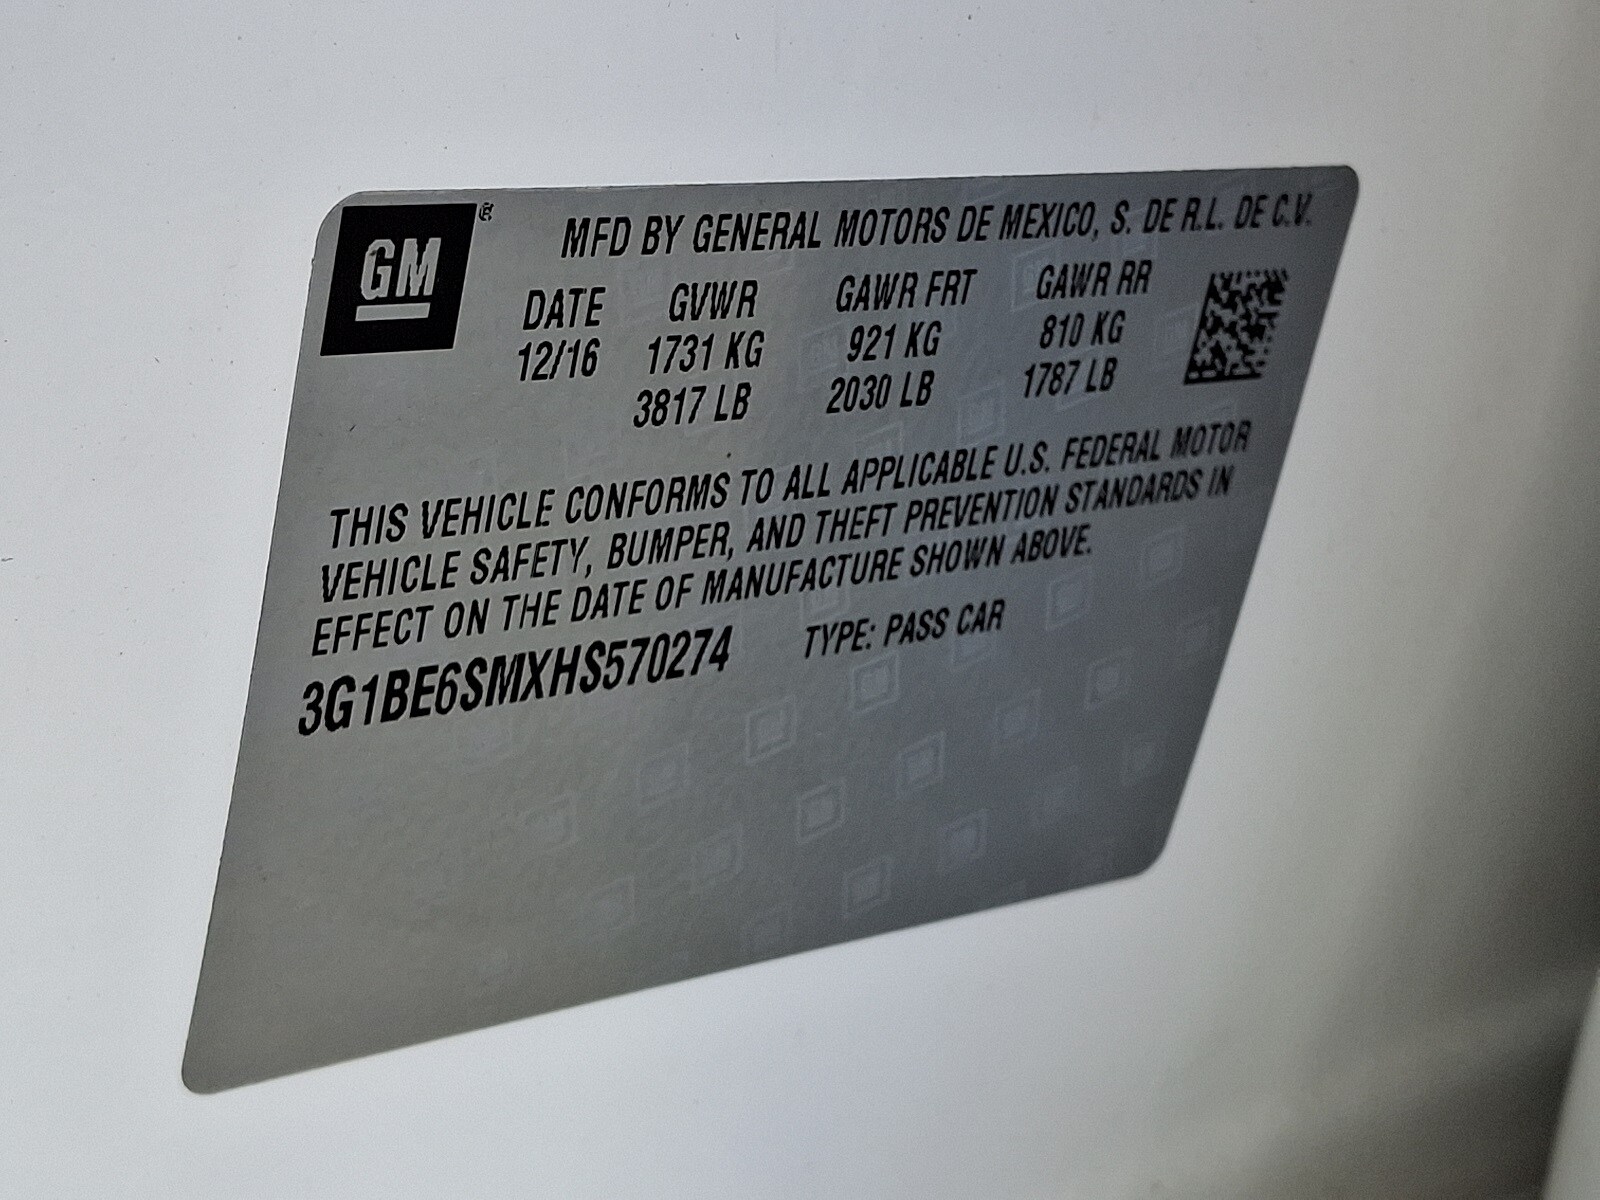 GM
MFD BY GENERAL MOTORS DE MEXICO, S. DE R.L. DE C.V.
DATE GVWR GAWR FRT GAWR RR
12/16 1731 KG 921 KG 810 KG
3817 LB 2030 LB 1787 LB
THIS VEHICLE CONFORMS TO ALL APPLICABLE U.S. FEDERAL MOTOR
VEHICLE SAFETY, BUMPER, AND THEFT PREVENTION STANDARDS IN
EFFECT ON THE DATE OF MANUFACTURE SHOWN ABOVE.
3G1BE6SMXHS570274 TYPE: PASS CAR